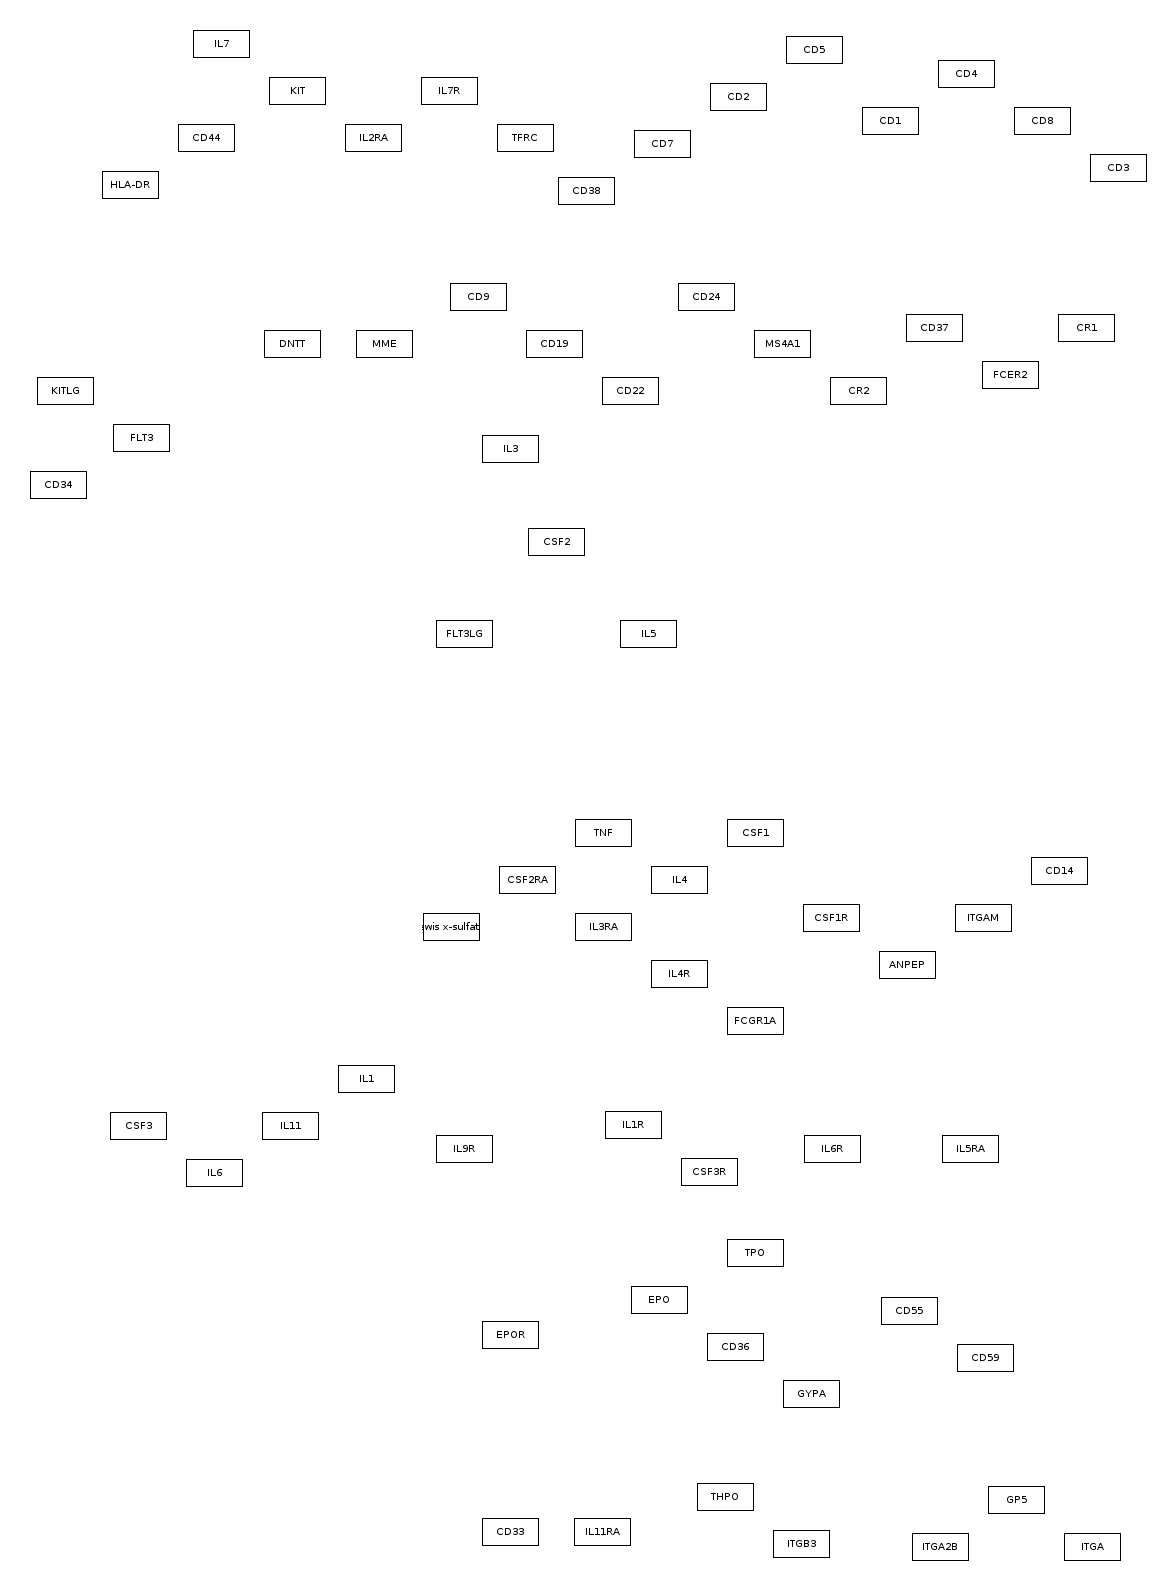 IL7
CD5
CD4
KIT
IL7R
CD2
CD1
CD8
CD44
IL2RA
TFRC
CD7
CD3
HLA-DR
CD38
CD9
CD24
CD37
CR1
DNTT
MME
CD19
MS4A1
FCER2
KITLG
CD22
CR2
FLT3
IL3
CD34
CSF2
FLT3LG
IL5
TNF
CSF1
CD14
CSF2RA
IL4
CSF1R
ITGAM
wis x-sulfat
IL3RA
ANPEP
IL4R
FCGR1A
IL1
CSF3
IL11
IL1R
IL9R
IL6R
IL5RA
IL6
CSF3R
TPO
EPO
CD55
EPOR
CD36
CD59
GYPA
THPO
GP5
CD33
IL11RA
ITGB3
ITGA2B
ITGA